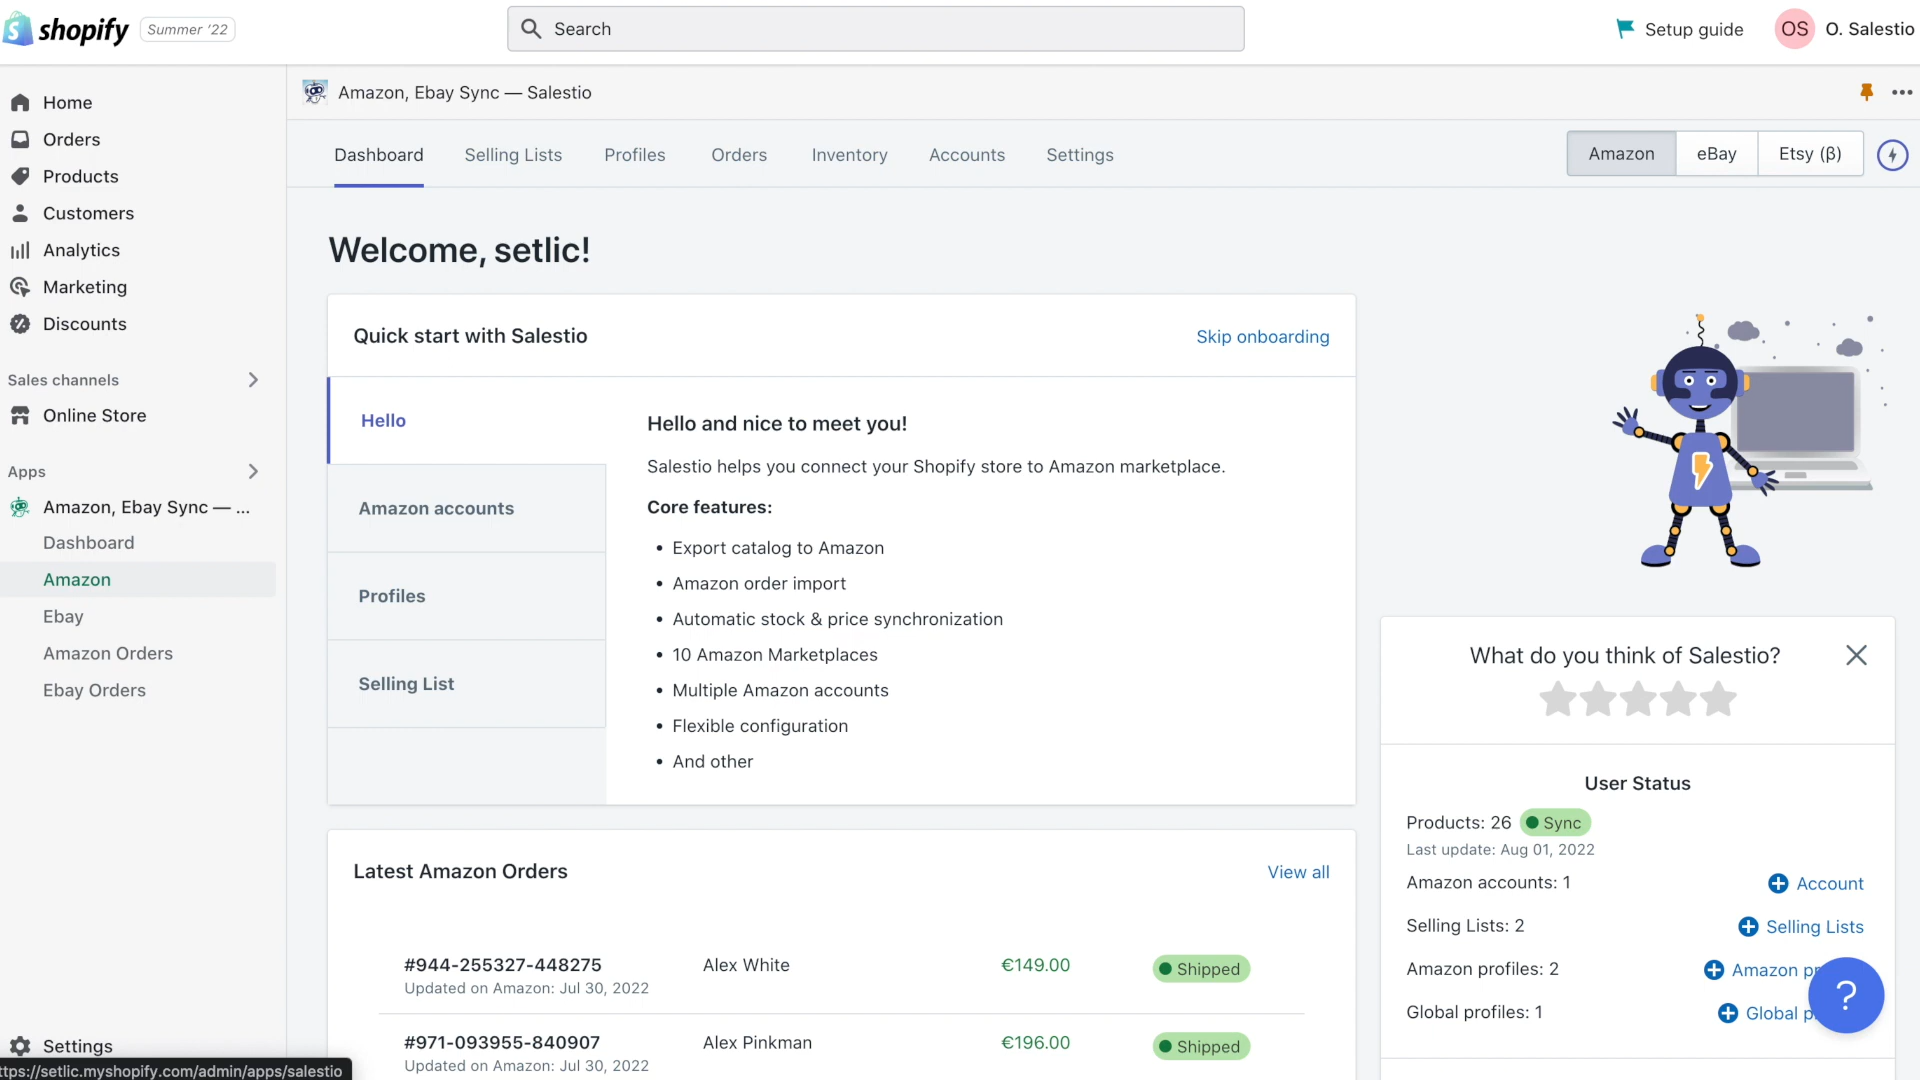 shopify
Summer '22
Search
Setup guide
OS
O. Salestio
Home
Orders
Products
Customers
Analytics
Marketing
Discounts
Sales channels
Online Store
Apps
Amazon, Ebay Sync — ...
Dashboard
Amazon
Ebay
Amazon Orders
Ebay Orders
Settings
ttps://setlic.myshopify.com/admin/apps/salestio
Amazon, Ebay Sync — Salestio
Dashboard
Selling Lists
Profiles
Orders
Inventory
Accounts
Settings
Amazon
eBay
Etsy (β)
Welcome, setlic!
Quick start with Salestio
Skip onboarding
Hello
Amazon accounts
Profiles
Selling List
Hello and nice to meet you!
Salestio helps you connect your Shopify store to Amazon marketplace.
Core features:
• Export catalog to Amazon
• Amazon order import
• Automatic stock & price synchronization
• 10 Amazon Marketplaces
• Multiple Amazon accounts
• Flexible configuration
• And other
Latest Amazon Orders
View all
#944-255327-448275 Alex White €149.00 Shipped
Updated on Amazon: Jul 30, 2022
#971-093955-840907 Alex Pinkman €196.00 Shipped
Updated on Amazon: Jul 30, 2022
What do you think of Salestio?
User Status
Products: 26 Sync
Last update: Aug 01, 2022
Amazon accounts: 1 Account
Selling Lists: 2 Selling Lists
Amazon profiles: 2 Amazon p
Global profiles: 1 Global p
?